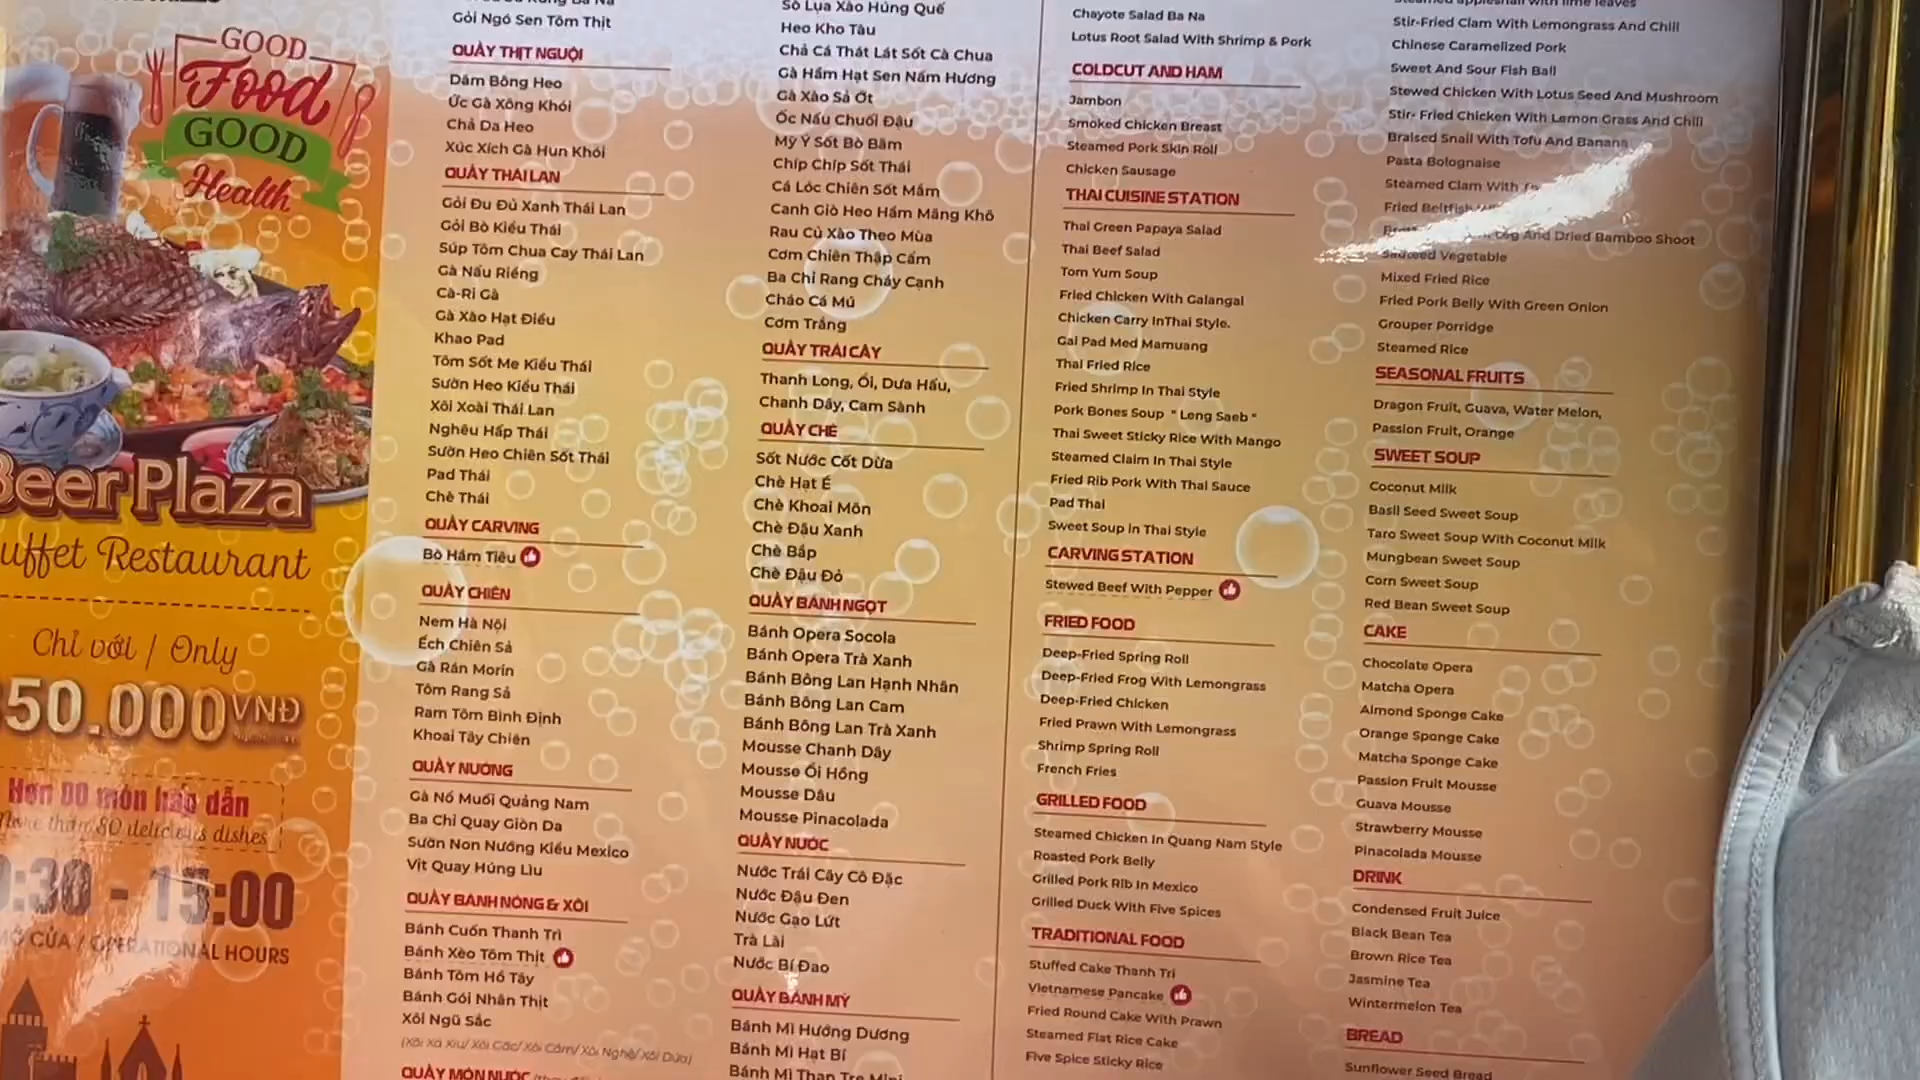 GOOD
Food
GOOD
Health
Beer Plaza
uffet Restaurant
Chỉ với / Only
50.000 VNĐ
Hơn 80 món hấp dẫn
More than 80 delicious dishes
:30 - 15:00
MỞ CỬA / OPERATIONAL HOURS
Gỏi Ngó Sen Tôm Thịt
QUẦY THỊT NGUỘI
Dăm Bông Heo
Ức Gà Xông Khói
Chả Da Heo
Xúc Xích Gà Hun Khói
QUẦY THÁI LAN
Gỏi Đu Đủ Xanh Thái Lan
Gỏi Bò Kiểu Thái
Súp Tôm Chua Cay Thái Lan
Gà Nấu Riềng
Cà-Ri Gà
Gà Xào Hạt Điều
Khao Pad
Tôm Sốt Me Kiểu Thái
Sườn Heo Kiểu Thái
Xôi Xoài Thái Lan
Nghêu Hấp Thái
Sườn Heo Chiên Sốt Thái
Pad Thái
Chè Thái
QUẦY CARVING
Bò Hầm Tiêu
QUẦY CHIÊN
Nem Hà Nội
Ếch Chiên Sả
Gà Rán Morin
Tôm Rang Sả
Ram Tôm Bình Định
Khoai Tây Chiên
QUẦY NƯỚNG
Gà Nổ Muối Quảng Nam
Ba Chỉ Quay Giòn Da
Sườn Non Nướng Kiểu Mexico
Vịt Quay Húng Lìu
QUẦY BÁNH NÓNG & XÔI
Bánh Cuốn Thanh Trì
Bánh Xèo Tôm Thịt
Bánh Tôm Hồ Tây
Bánh Gói Nhân Thịt
Xôi Ngũ Sắc
(Xôi Xá Xíu/ Xôi Gấc/ Xôi Cẩm/ Xôi Nghệ/ Xôi Dừa)
QUẦY MÓN NƯỚC
Sò Lụa Xào Húng Quế
Heo Kho Tàu
Chả Cá Thát Lát Sốt Cà Chua
Gà Hầm Hạt Sen Nấm Hương
Gà Xào Sả Ớt
Ốc Nấu Chuối Đậu
Mỳ Ý Sốt Bò Bằm
Chíp Chíp Sốt Thái
Cá Lóc Chiên Sốt Mắm
Canh Giò Heo Hầm Măng Khô
Rau Củ Xào Theo Mùa
Cơm Chiên Thập Cẩm
Ba Chỉ Rang Cháy Cạnh
Cháo Cá Mú
Cơm Trắng
QUẦY TRÁI CÂY
Thanh Long, Ổi, Dưa Hấu,
Chanh Dây, Cam Sành
QUẦY CHÈ
Sốt Nước Cốt Dừa
Chè Hạt É
Chè Khoai Môn
Chè Đậu Xanh
Chè Bắp
Chè Đậu Đỏ
QUẦY BÁNH NGỌT
Bánh Opera Socola
Bánh Opera Trà Xanh
Bánh Bông Lan Hạnh Nhân
Bánh Bông Lan Cam
Bánh Bông Lan Trà Xanh
Mousse Chanh Dây
Mousse Ổi Hồng
Mousse Dâu
Mousse Pinacolada
QUẦY NƯỚC
Nước Trái Cây Cô Đặc
Nước Đậu Đen
Nước Gạo Lứt
Trà Lài
Nước Bí Đao
QUẦY BÁNH MỲ
Bánh Mì Hướng Dương
Bánh Mì Hạt Bí
Bánh Mì Than Tre Mini
Chayote Salad Ba Na
Lotus Root Salad With Shrimp & Pork
COLDCUT AND HAM
Jambon
Smoked Chicken Breast
Steamed Pork Skin Roll
Chicken Sausage
THAI CUISINE STATION
Thai Green Papaya Salad
Thai Beef Salad
Tom Yum Soup
Fried Chicken With Galangal
Chicken Carry InThai Style.
Gai Pad Med Mamuang
Thai Fried Rice
Fried Shrimp In Thai Style
Pork Bones Soup " Leng Saeb "
Thai Sweet Sticky Rice With Mango
Steamed Claim In Thai Style
Fried Rib Pork With Thai Sauce
Pad Thai
Sweet Soup In Thai Style
CARVING STATION
Stewed Beef With Pepper
FRIED FOOD
Deep-Fried Spring Roll
Deep-Fried Frog With Lemongrass
Deep-Fried Chicken
Fried Prawn With Lemongrass
Shrimp Spring Roll
French Fries
GRILLED FOOD
Steamed Chicken In Quang Nam Style
Roasted Pork Belly
Grilled Pork Rib In Mexico
Grilled Duck With Five Spices
TRADITIONAL FOOD
Stuffed Cake Thanh Tri
Vietnamese Pancake
Fried Round Cake With Prawn
Steamed Flat Rice Cake
Five Spice Sticky Rice
Steamed appleshail with lime leaves
Stir-Fried Clam With Lemongrass And Chili
Chinese Caramelized Pork
Sweet And Sour Fish Ball
Stewed Chicken With Lotus Seed And Mushroom
Stir- Fried Chicken With Lemon Grass And Chili
Braised Snail With Tofu And Banana
Pasta Bolognaise
Steamed Clam With
Fried Beltfish
Leg And Dried Bamboo Shoot
Sauteed Vegetable
Mixed Fried Rice
Fried Pork Belly With Green Onion
Grouper Porridge
Steamed Rice
SEASONAL FRUITS
Dragon Fruit, Guava, Water Melon,
Passion Fruit, Orange
SWEET SOUP
Coconut Milk
Basil Seed Sweet Soup
Taro Sweet Soup With Coconut Milk
Mungbean Sweet Soup
Corn Sweet Soup
Red Bean Sweet Soup
CAKE
Chocolate Opera
Matcha Opera
Almond Sponge Cake
Orange Sponge Cake
Matcha Sponge Cake
Passion Fruit Mousse
Guava Mousse
Strawberry Mousse
Pinacolada Mousse
DRINK
Condensed Fruit Juice
Black Bean Tea
Brown Rice Tea
Jasmine Tea
Wintermelon Tea
BREAD
Sunflower Seed Bread